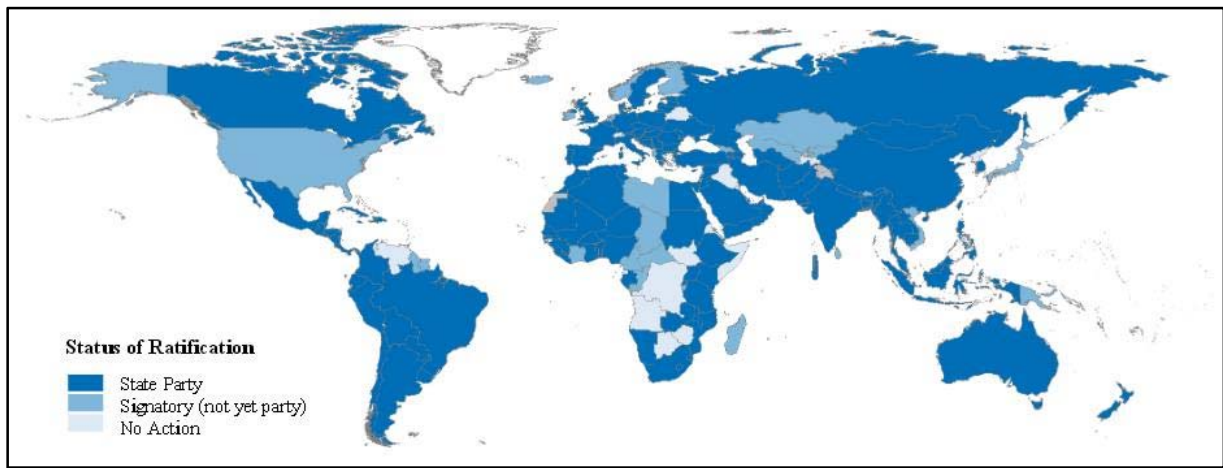 Status of Ratification
State Party
Signatory (not yet party)
No Action